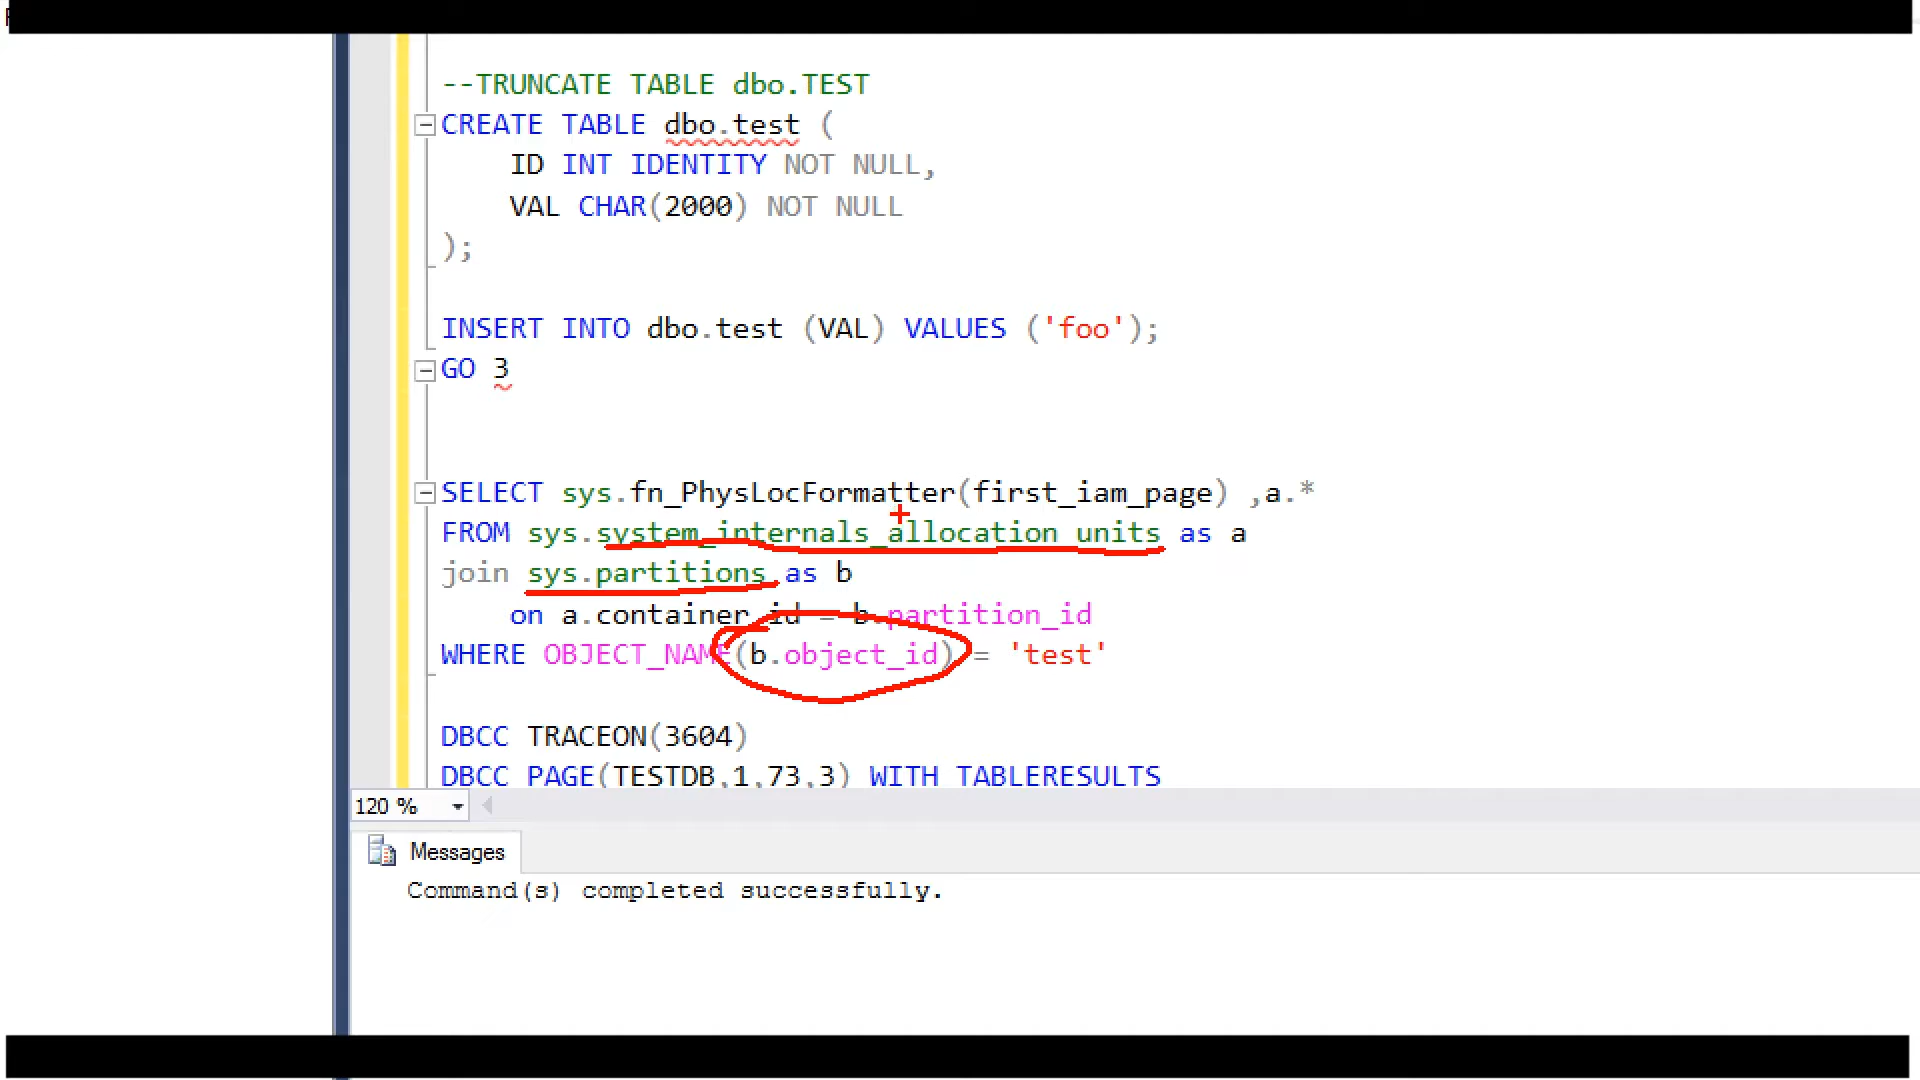 --TRUNCATE TABLE dbo.TEST
CREATE TABLE dbo.test (
ID INT IDENTITY NOT NULL,
VAL CHAR(2000) NOT NULL
);
INSERT INTO dbo.test (VAL) VALUES ('foo');
GO 3
SELECT sys.fn_PhysLocFormatter(first_iam_page) ,a.*
FROM sys.system_internals_allocation_units as a
join sys.partitions as b
on a.container_id = b.partition_id
WHERE OBJECT_NAME(b.object_id) = 'test'
DBCC TRACEON(3604)
DBCC PAGE(TESTDB,1,73,3) WITH TABLERESULTS
120 %
Messages
Command(s) completed successfully.